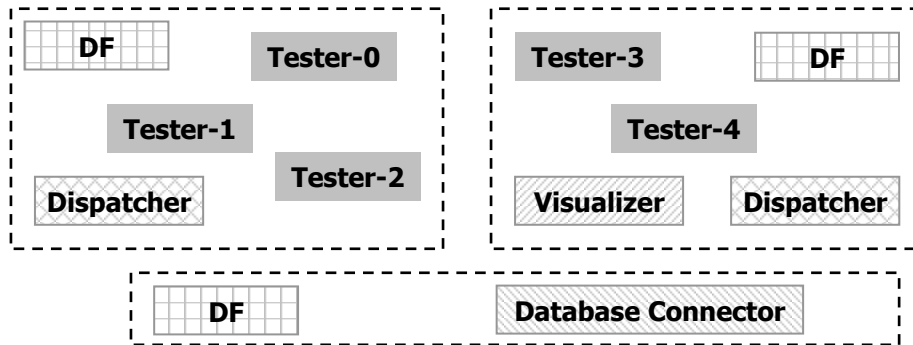 DF
Tester-0
Tester-1
Tester-2
Dispatcher
Tester-3
DF
Tester-4
Visualizer
Dispatcher
DF
Database Connector